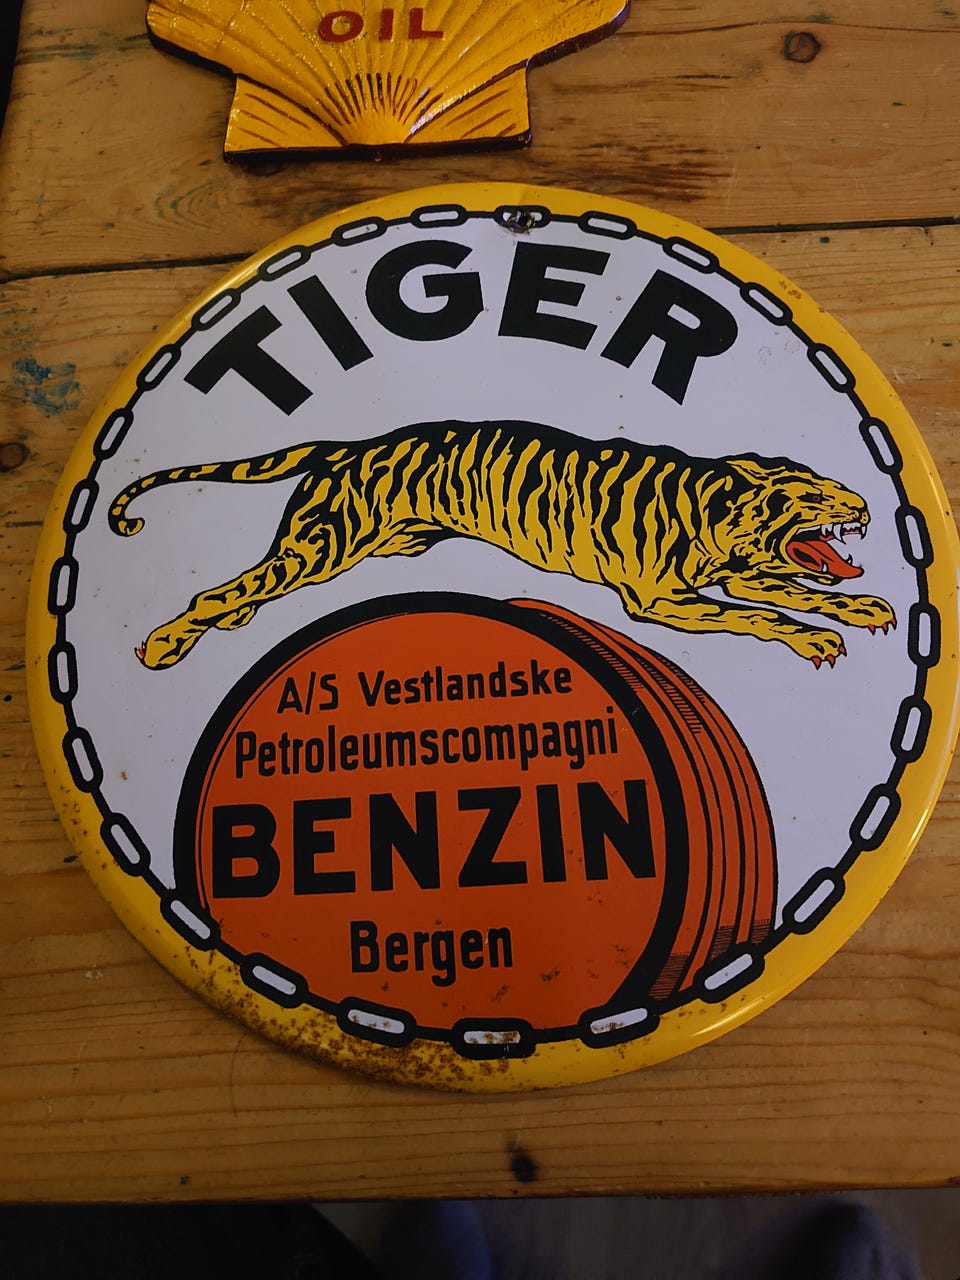 OIL
TIGER
A/S Vestlandske
Petroleumscompagni
BENZIN
Bergen